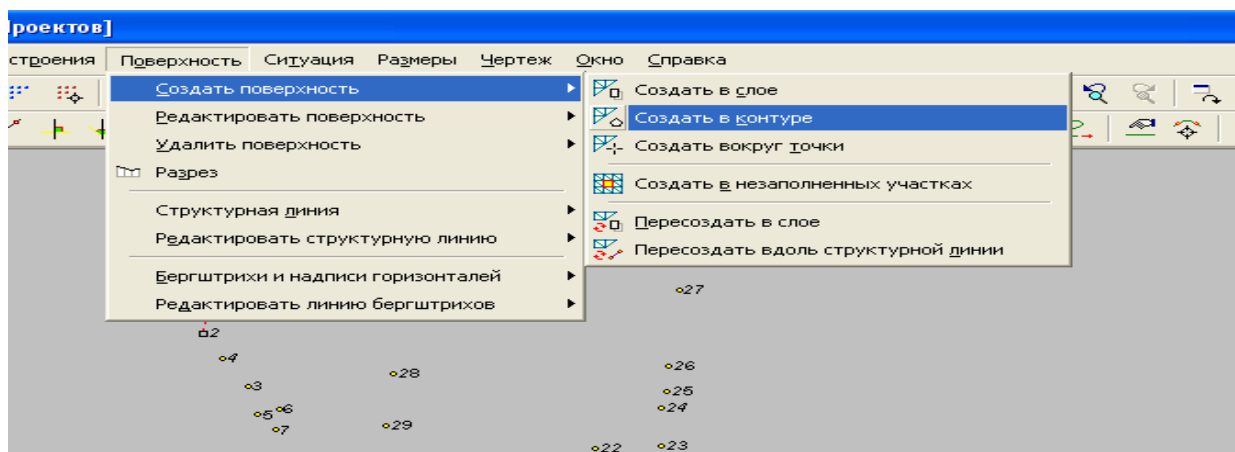 Проектов]
строения Поверхность Ситуация Размеры Чертеж Окно Справка
Создать поверхность
Редактировать поверхность
Удалить поверхность
Разрез
Структурная линия
Редактировать структурную линию
Бергштрихи и надписи горизонталей
Редактировать линию бергштрихов
Создать в слое
Создать в контуре
Создать вокруг точки
Создать в незаполненных участках
Пересоздать в слое
Пересоздать вдоль структурной линии
27
2
4
26
28
3
25
6
24
5
29
7
22
23